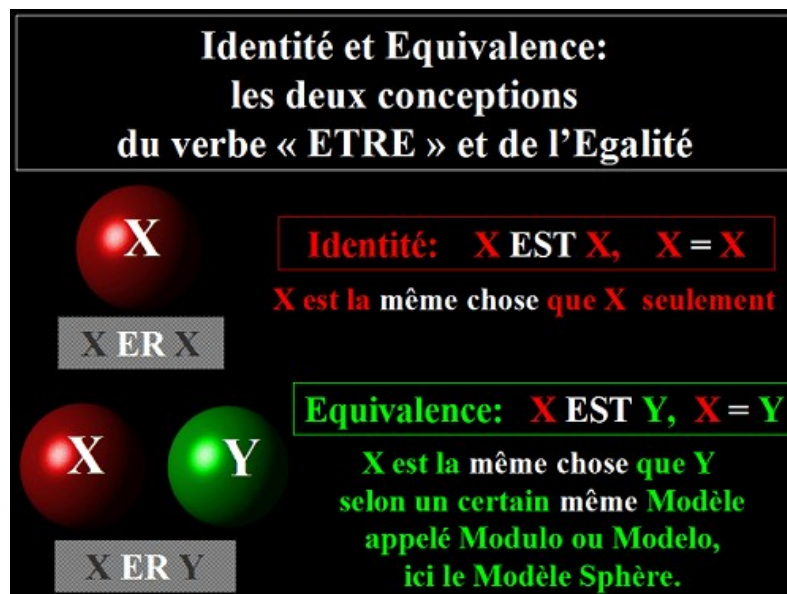 Identité et Equivalence:
les deux conceptions
du verbe « ETRE » et de l'Egalité
X
Identité: X EST X, X = X
X est la même chose que X seulement
X ER X
Equivalence: X EST Y, X = Y
X
Y
X est la même chose que Y
selon un certain même Modèle
appelé Modulo ou Modelo,
ici le Modèle Sphère.
X ER Y